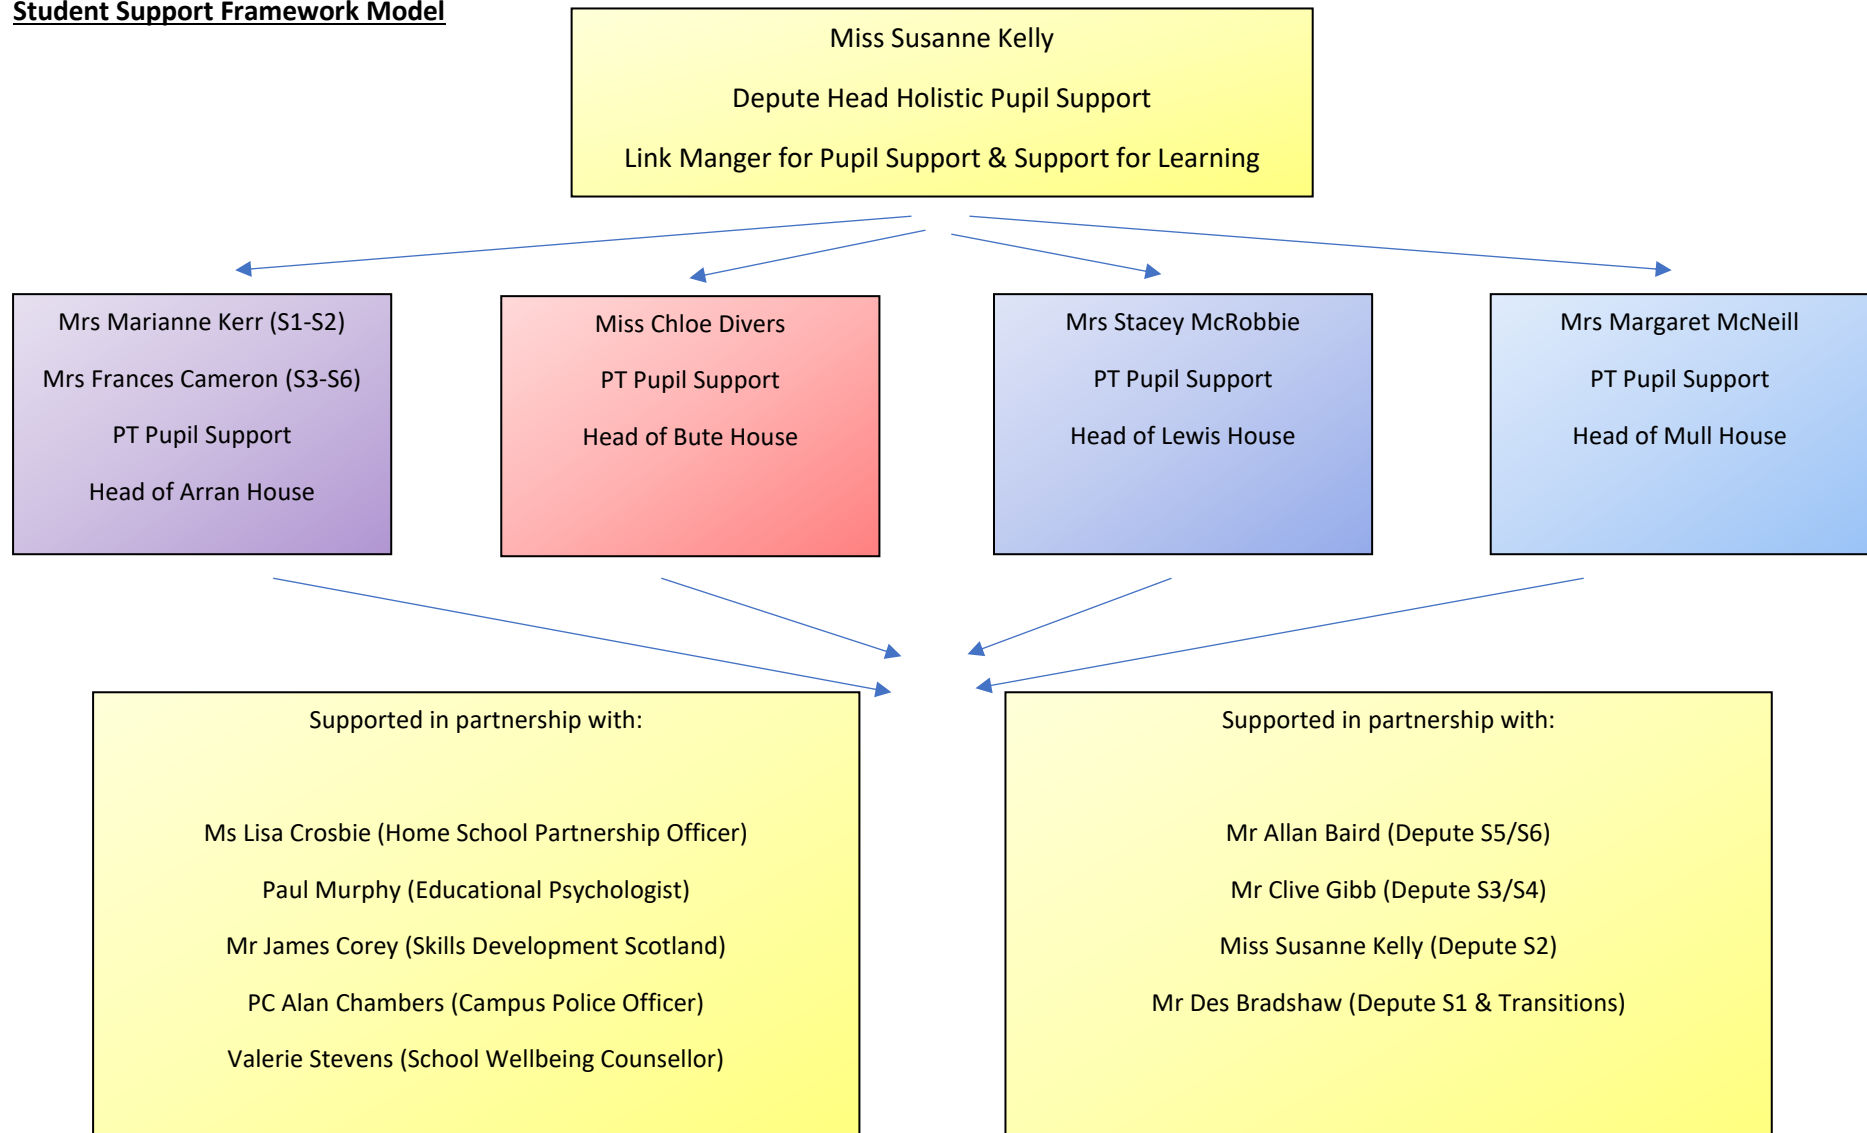 Student Support Framework Model
Miss Susanne Kelly
Depute Head Holistic Pupil Support
Link Manger for Pupil Support & Support for Learning
Mrs Marianne Kerr (S1-S2)
Mrs Frances Cameron (S3-S6)
PT Pupil Support
Head of Arran House
Miss Chloe Divers
PT Pupil Support
Head of Bute House
Mrs Stacey McRobbie
PT Pupil Support
Head of Lewis House
Mrs Margaret McNeill
PT Pupil Support
Head of Mull House
Supported in partnership with:
Ms Lisa Crosbie (Home School Partnership Officer)
Paul Murphy (Educational Psychologist)
Mr James Corey (Skills Development Scotland)
PC Alan Chambers (Campus Police Officer)
Valerie Stevens (School Wellbeing Counsellor)
Supported in partnership with:
Mr Allan Baird (Depute S5/S6)
Mr Clive Gibb (Depute S3/S4)
Miss Susanne Kelly (Depute S2)
Mr Des Bradshaw (Depute S1 & Transitions)